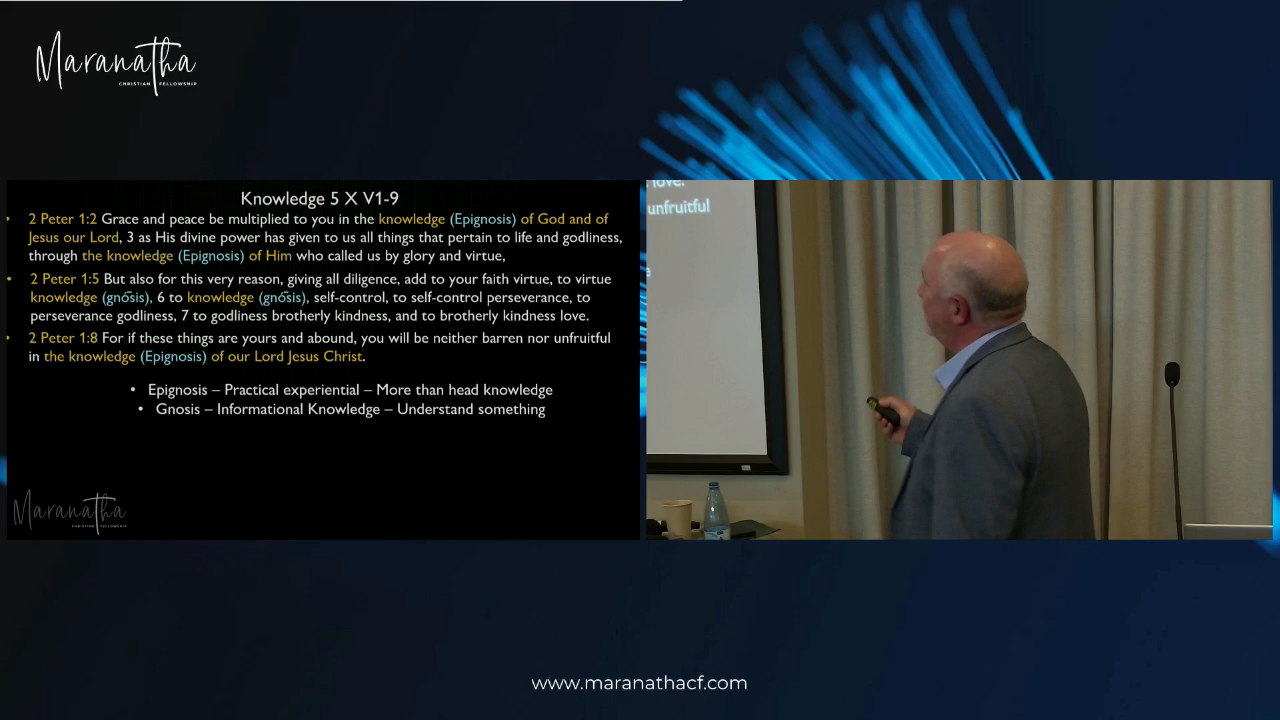 Maranatha
CHRISTIAN FELLOWSHIP
Knowledge 5 X V1-9
• 2 Peter 1:2 Grace and peace be multiplied to you in the knowledge (Epignosis) of God and of
Jesus our Lord, 3 as His divine power has given to us all things that pertain to life and godliness,
through the knowledge (Epignosis) of Him who called us by glory and virtue,
• 2 Peter 1:5 But also for this very reason, giving all diligence, add to your faith virtue, to virtue
knowledge (gnṓsis), 6 to knowledge (gnṓsis), self-control, to self-control perseverance, to
perseverance godliness, 7 to godliness brotherly kindness, and to brotherly kindness love.
• 2 Peter 1:8 For if these things are yours and abound, you will be neither barren nor unfruitful
in the knowledge (Epignosis) of our Lord Jesus Christ.
• Epignosis – Practical experiential – More than head knowledge
• Gnosis – Informational Knowledge – Understand something
Maranatha
CHRISTIAN FELLOWSHIP
love.
unfruitful
www.maranathacf.com